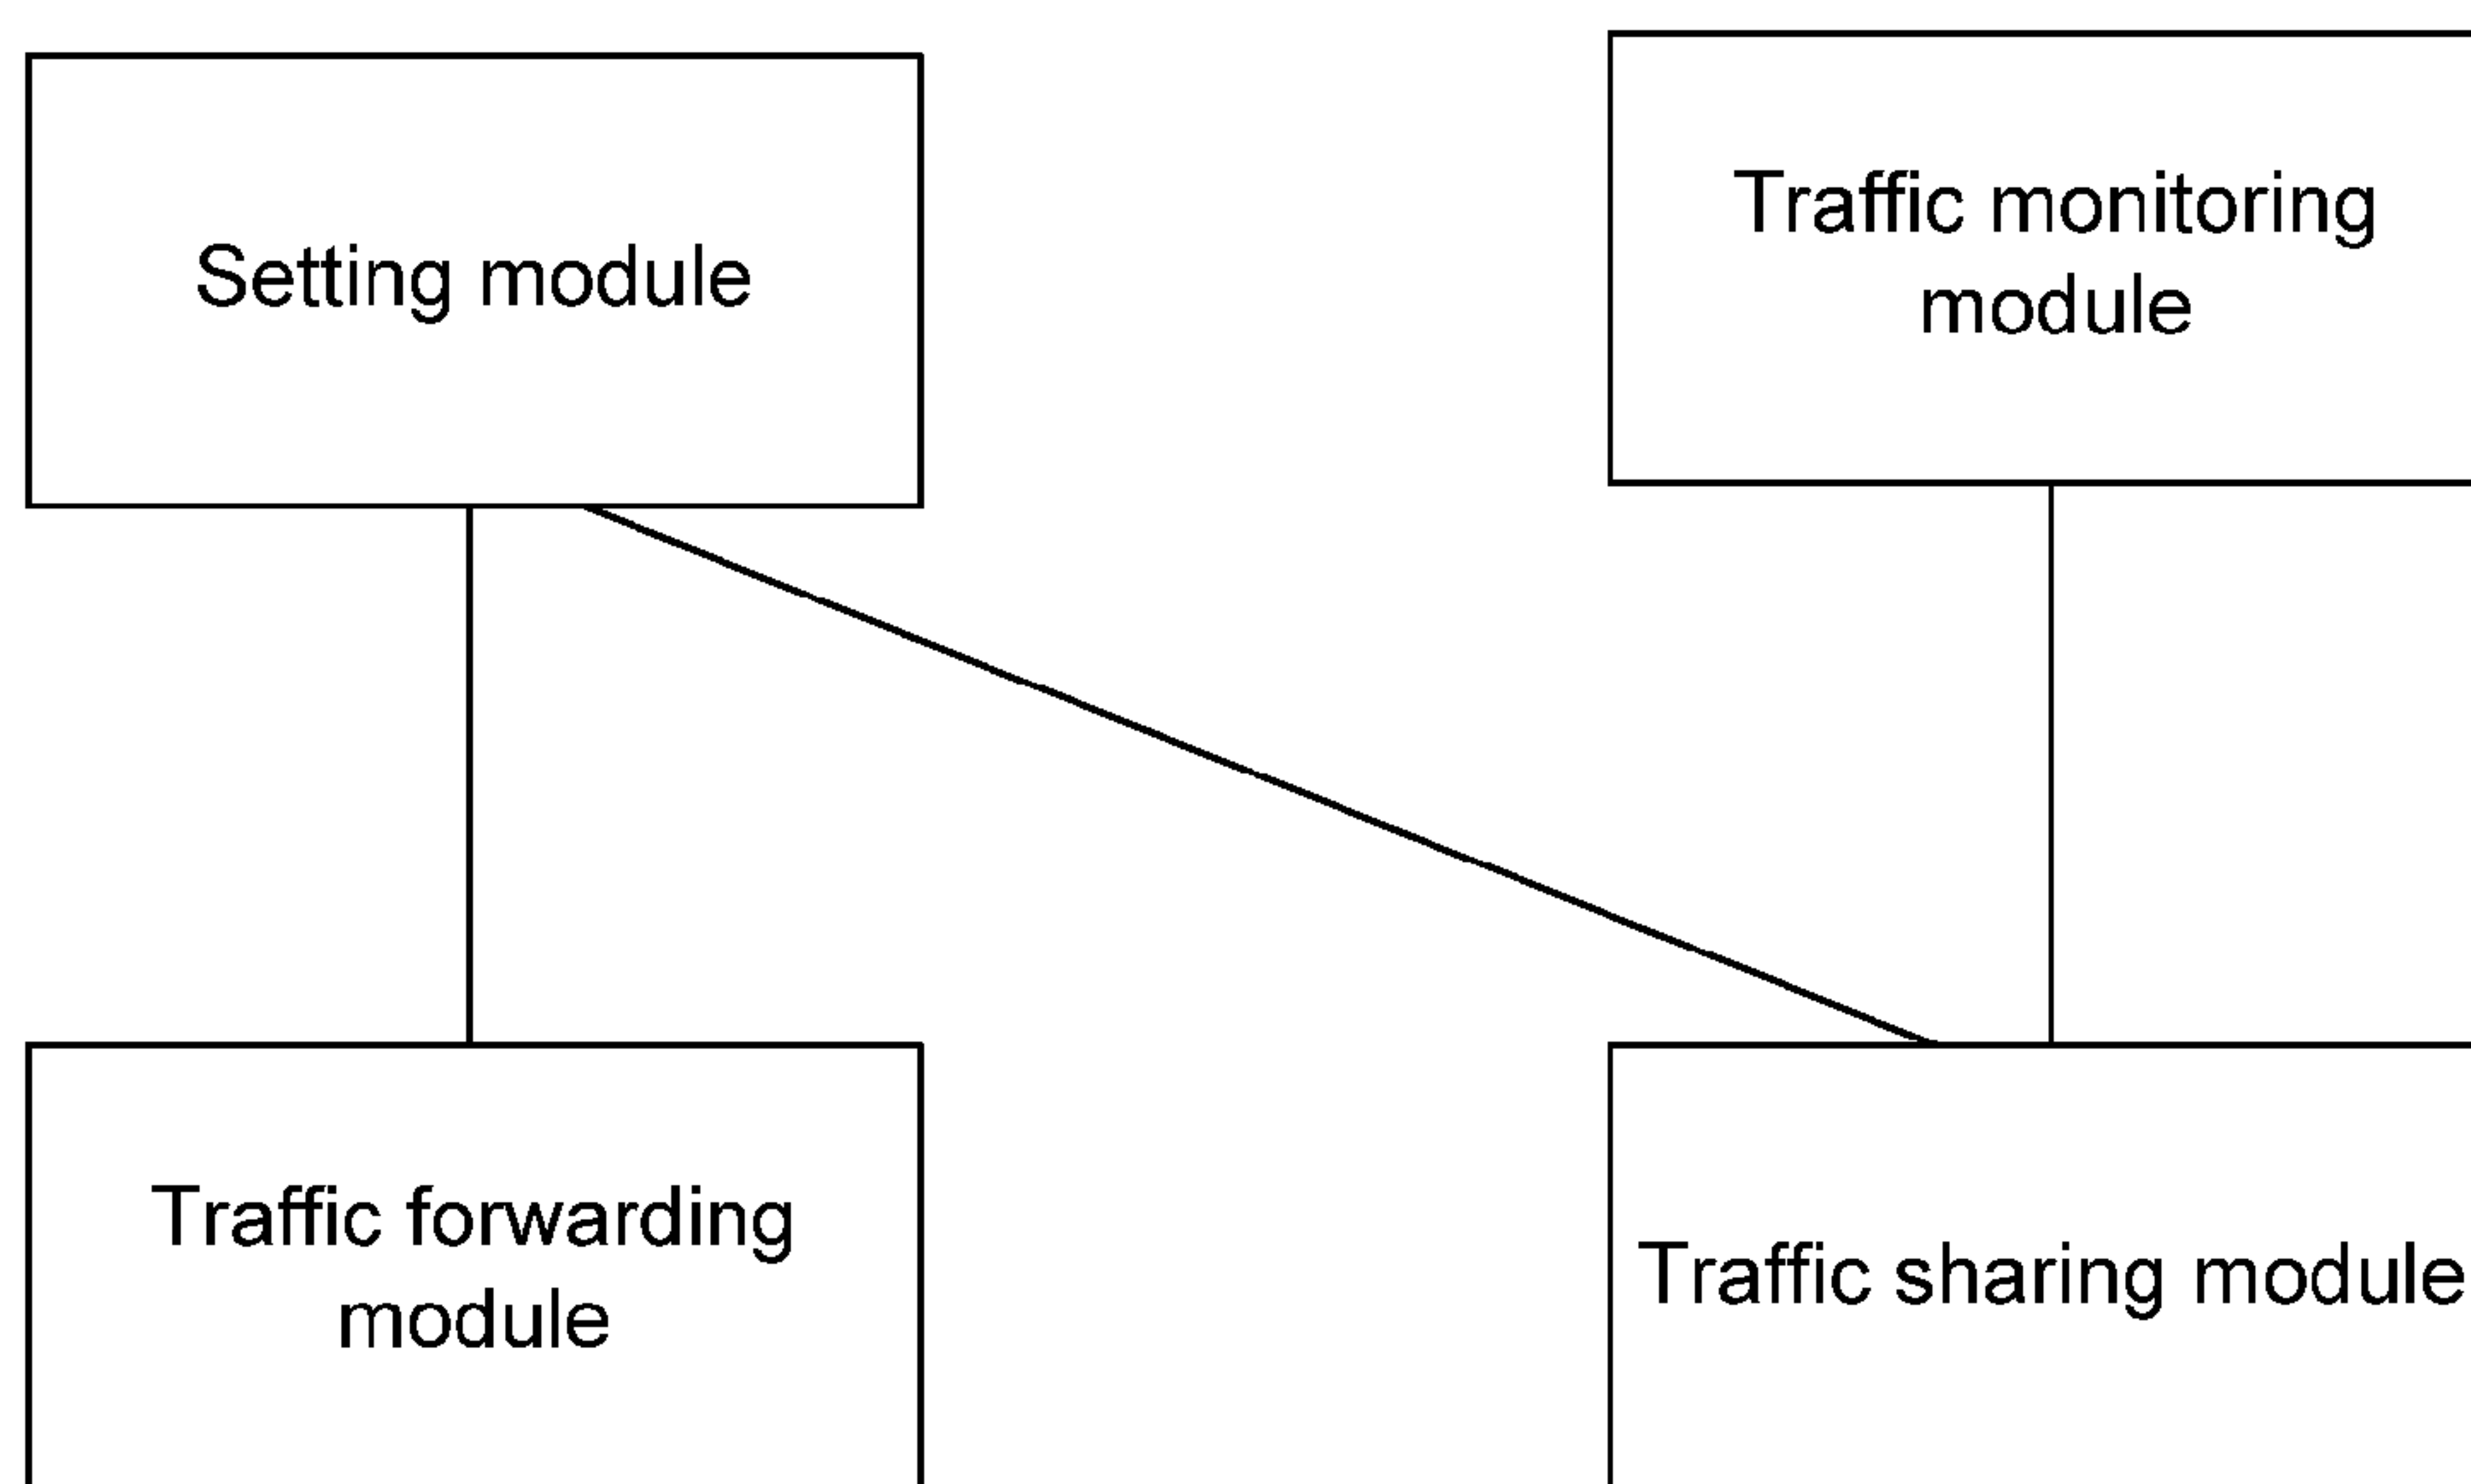 Setting module
Traffic monitoring
module
Traffic forwarding
module
Traffic sharing module